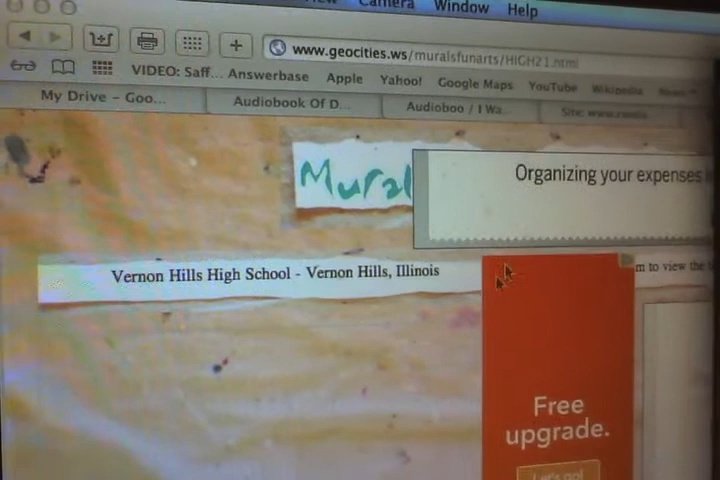 Camera Window Help
www.geocities.ws/muralsfunarts/HIGH21.html
VIDEO: Saff... Answerbase Apple Yahoo! Google Maps YouTube Wikipedia
My Drive - Goo... Audiobook Of D... Audioboo / I Wa...
Mural
Organizing your expenses
Vernon Hills High School - Vernon Hills, Illinois
m to view the
Free
upgrade.
Let's go!